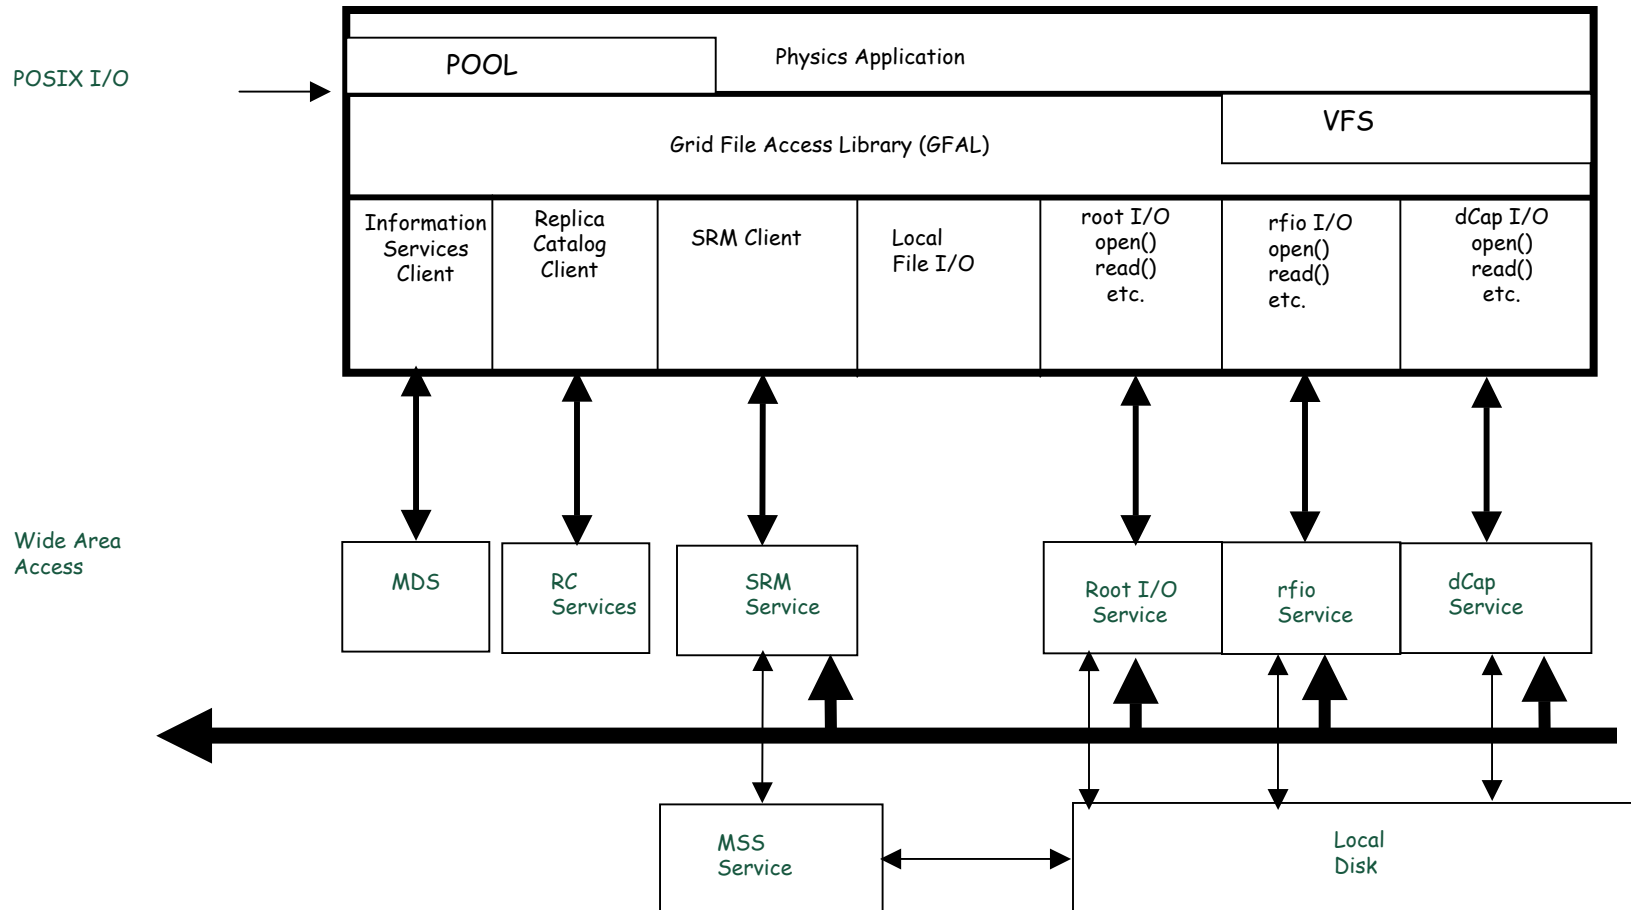 Physics Application
POOL
POSIX I/O
VFS
Grid File Access Library (GFAL)
Information
Services
Client
Replica
Catalog
Client
SRM Client
Local
File I/O
root I/O
open()
read()
etc.
rfio I/O
open()
read()
etc.
dCap I/O
open()
read()
etc.
Wide Area
Access
MDS
RC
Services
SRM
Service
Root I/O
Service
rfio
Service
dCap
Service
MSS
Service
Local
Disk